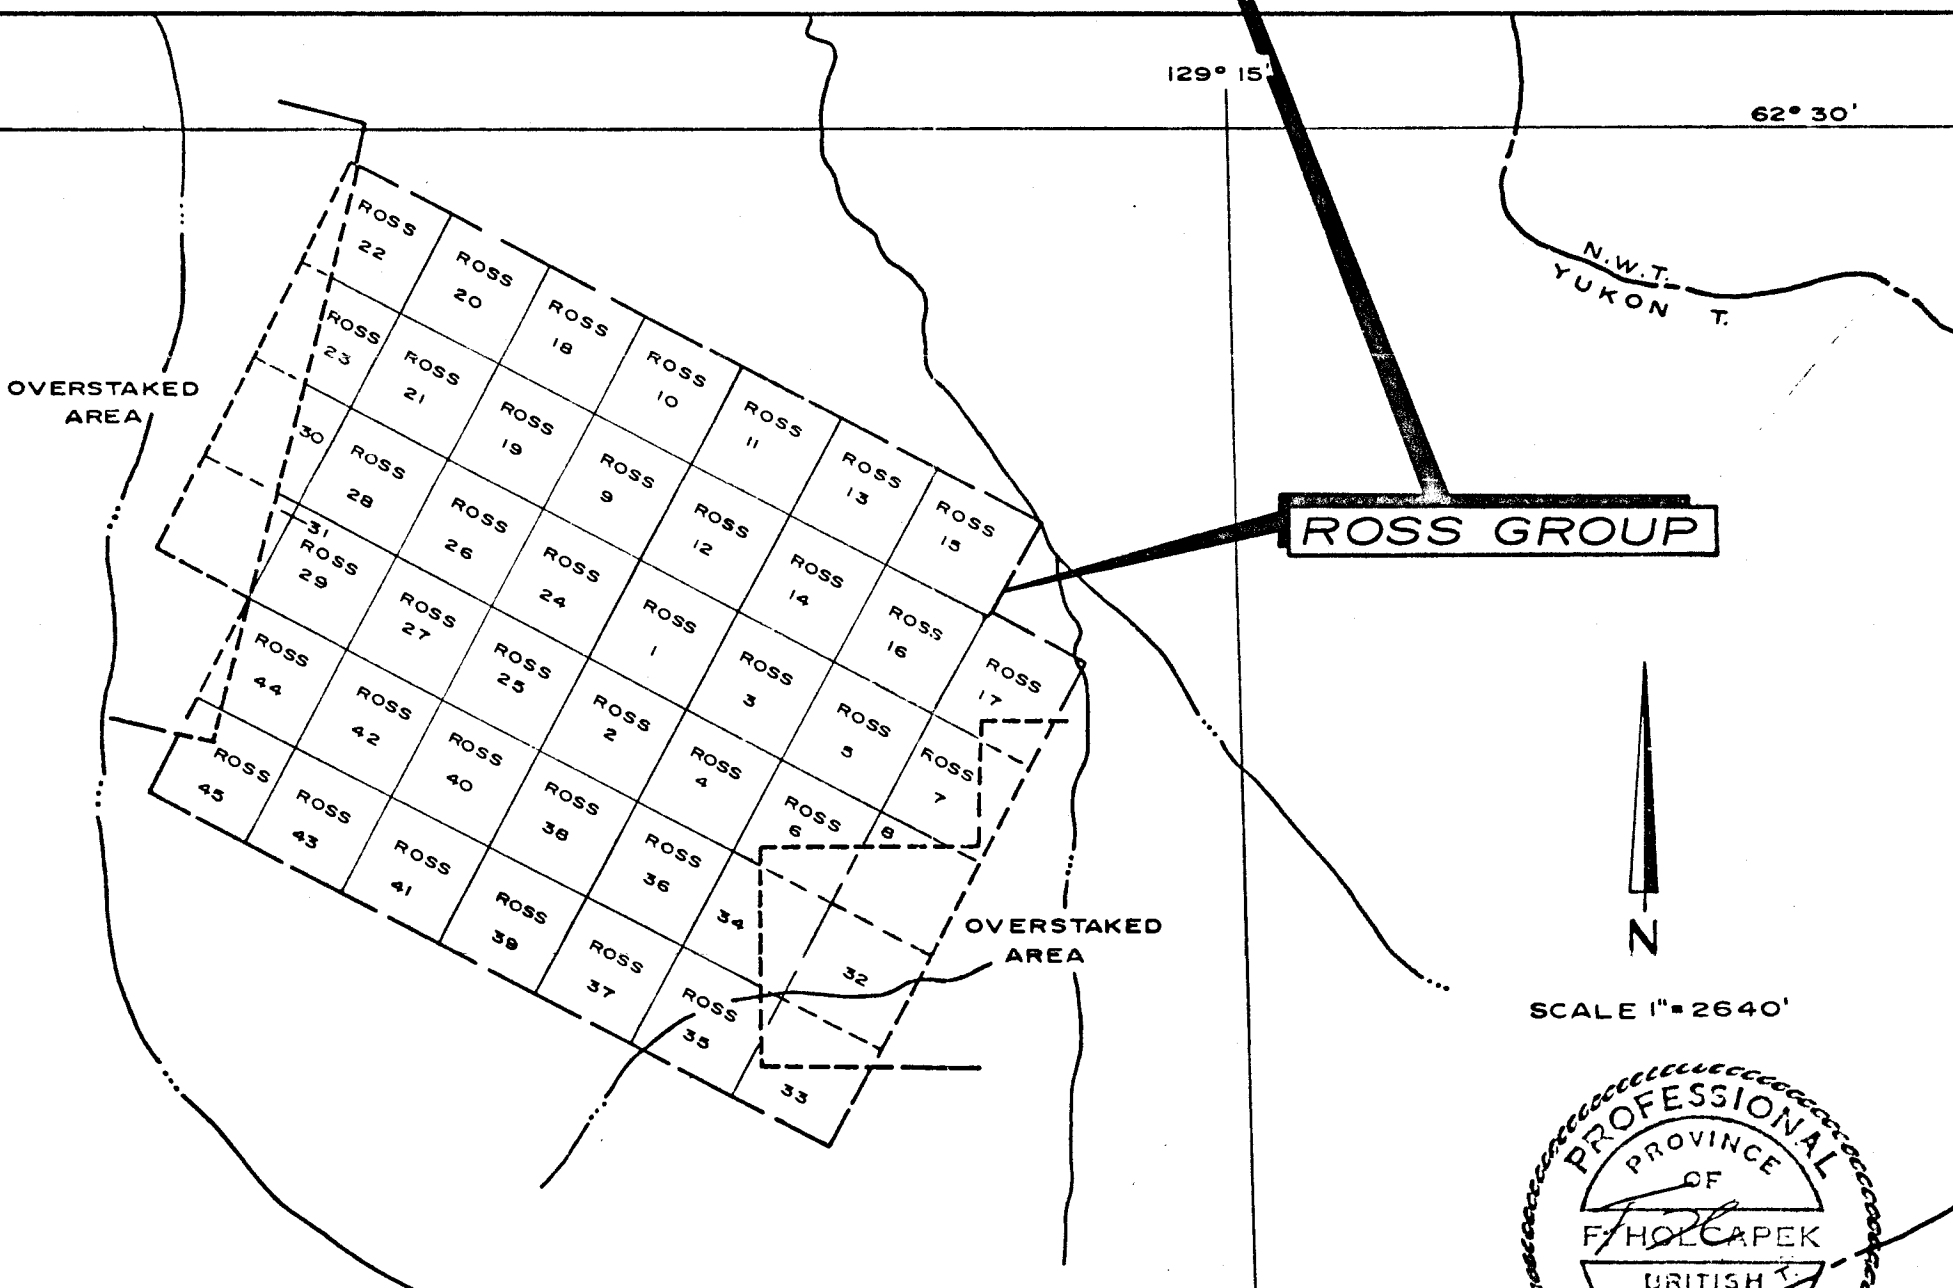 129° 15'
62° 30'
N.W.T.
YUKON T.
OVERSTAKED
AREA
ROSS
22
ROSS
20
ROSS
18
ROSS
10
ROSS
11
ROSS
13
ROSS
15
ROSS
23
ROSS
21
ROSS
19
ROSS
9
ROSS
12
ROSS
14
ROSS
16
ROSS
17
30
ROSS
28
ROSS
26
ROSS
24
ROSS
1
ROSS
3
ROSS
5
ROSS
7
31
ROSS
29
ROSS
27
ROSS
25
ROSS
2
ROSS
4
ROSS
6
8
ROSS
44
ROSS
42
ROSS
40
ROSS
38
ROSS
36
34
32
ROSS
45
ROSS
43
ROSS
41
ROSS
39
ROSS
37
ROSS
35
33
OVERSTAKED
AREA
ROSS GROUP
N
SCALE 1"=2640'
PROFESSIONAL
PROVINCE
OF
F. HOLCAPEK
BRITISH